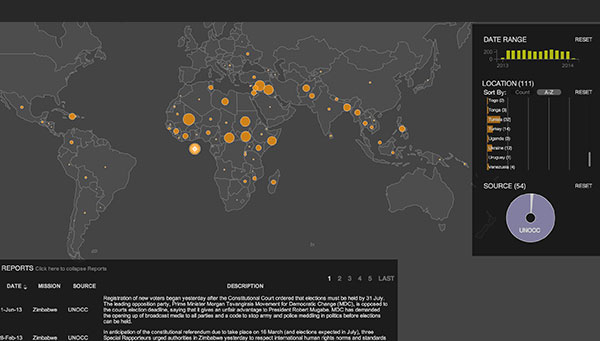 DATE RANGE RESET
200
0
2013 2014
LOCATION (111)
Sort By: Count A-Z RESET
Togo (2)
Tonga (3)
Tunisia (32)
Turkey (14)
Uganda (3)
Ukraine (12)
Uruguay (1)
Venezuela (4)
SOURCE (54) RESET
UNOCC
REPORTS Click here to collapse Reports
1 2 3 4 5 LAST
DATE MISSION SOURCE DESCRIPTION
Registration of new voters began yesterday after the Constitutional Court ordered that elections must be held by 31 July.
The leading opposition party, Prime Minister Morgan Tsvangirais Movement for Democratic Change (MDC), is opposed to
1-Jun-13 Zimbabwe UNOCC the courts election deadline, saying that it gives an unfair advantage to President Robert Mugabe. MDC has demanded
the opening up of broadcast media to all parties and a code to stop army and police meddling in politics before elections
can be held.
In anticipation of the constitutional referendum due to take place on 16 March (and elections expected in July), three
8-Feb-13 Zimbabwe UNOCC Special Rapporteurs urged authorities in Zimbabwe yesterday to respect international human rights norms and standards